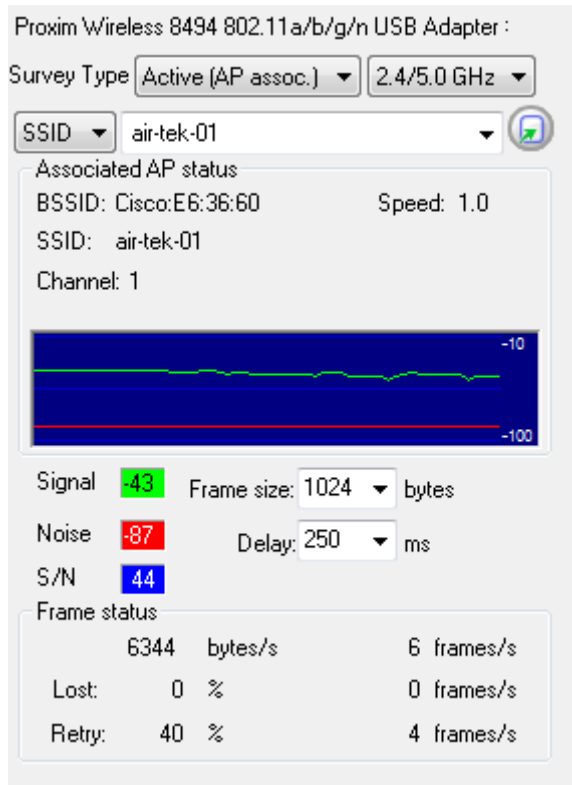 Proxim Wireless 8494 802.11a/b/g/n USB Adapter :
Survey Type Active (AP assoc.) 2.4/5.0 GHz
SSID air-tek-01
Associated AP status
BSSID: Cisco:E6:36:60 Speed: 1.0
SSID: air-tek-01
Channel: 1
-10
-100
Signal -43 Frame size: 1024 bytes
Noise -87 Delay: 250 ms
S/N 44
Frame status
6344 bytes/s 6 frames/s
Lost: 0 % 0 frames/s
Retry: 40 % 4 frames/s